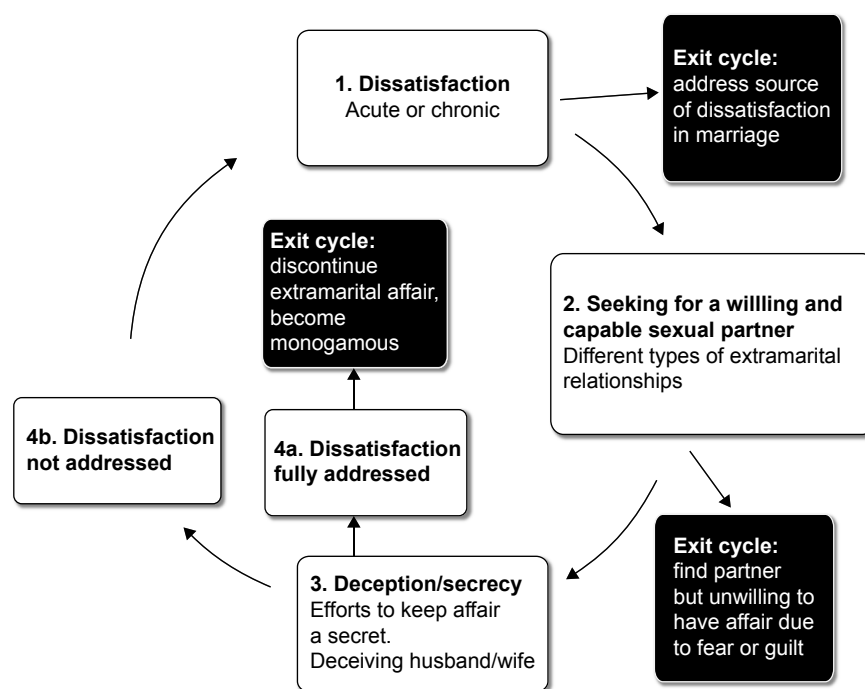 1. Dissatisfaction
Acute or chronic
Exit cycle:
address source
of dissatisfaction
in marriage
2. Seeking for a willling and
capable sexual partner
Different types of extramarital
relationships
Exit cycle:
find partner
but unwilling to
have affair due
to fear or guilt
3. Deception/secrecy
Efforts to keep affair
a secret.
Deceiving husband/wife
4a. Dissatisfaction
fully addressed
Exit cycle:
discontinue
extramarital affair,
become
monogamous
4b. Dissatisfaction
not addressed